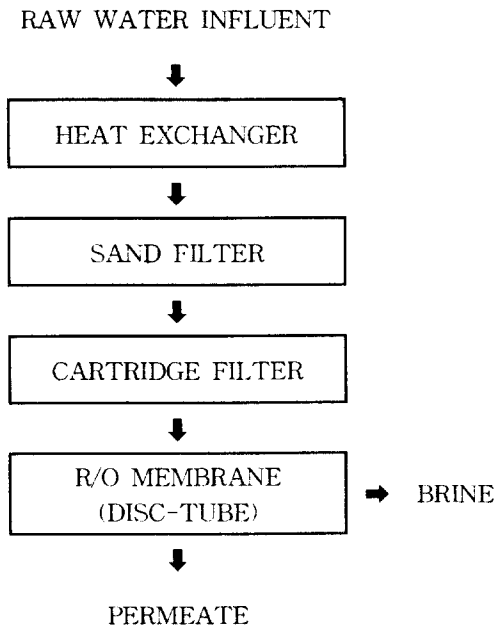 RAW WATER INFLUENT
HEAT EXCHANGER
SAND FILTER
CARTRIDGE FILTER
R/O MEMBRANE
(DISC-TUBE)
BRINE
PERMEATE